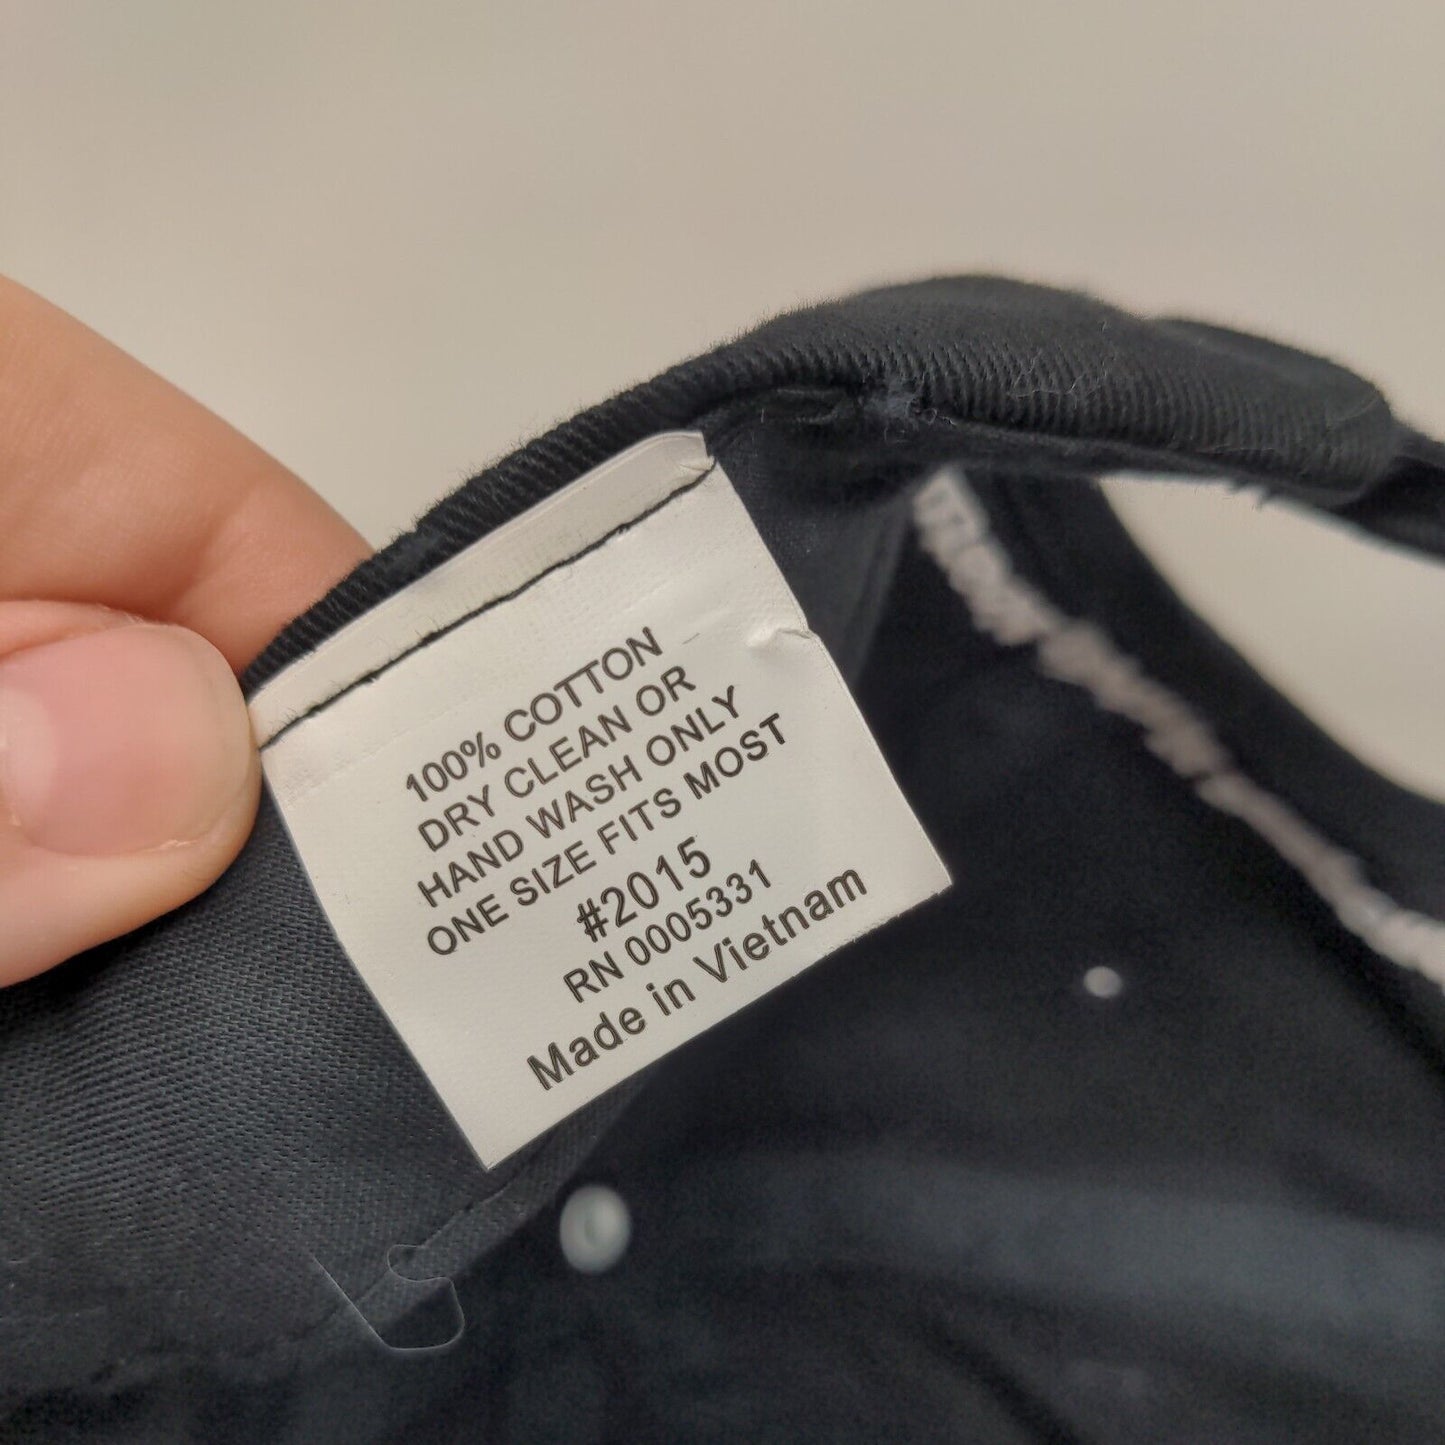 100% COTTON
DRY CLEAN OR
HAND WASH ONLY
ONE SIZE FITS MOST
#2015
RN 0005331
Made in Vietnam